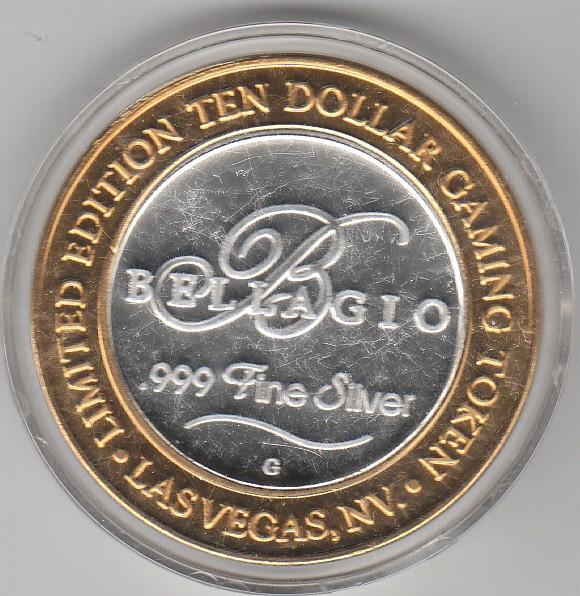 LIMITED EDITION TEN DOLLAR GAMING TOKEN
B
BELLAGIO
.999 Fine Silver
G
• LAS VEGAS, NV. •